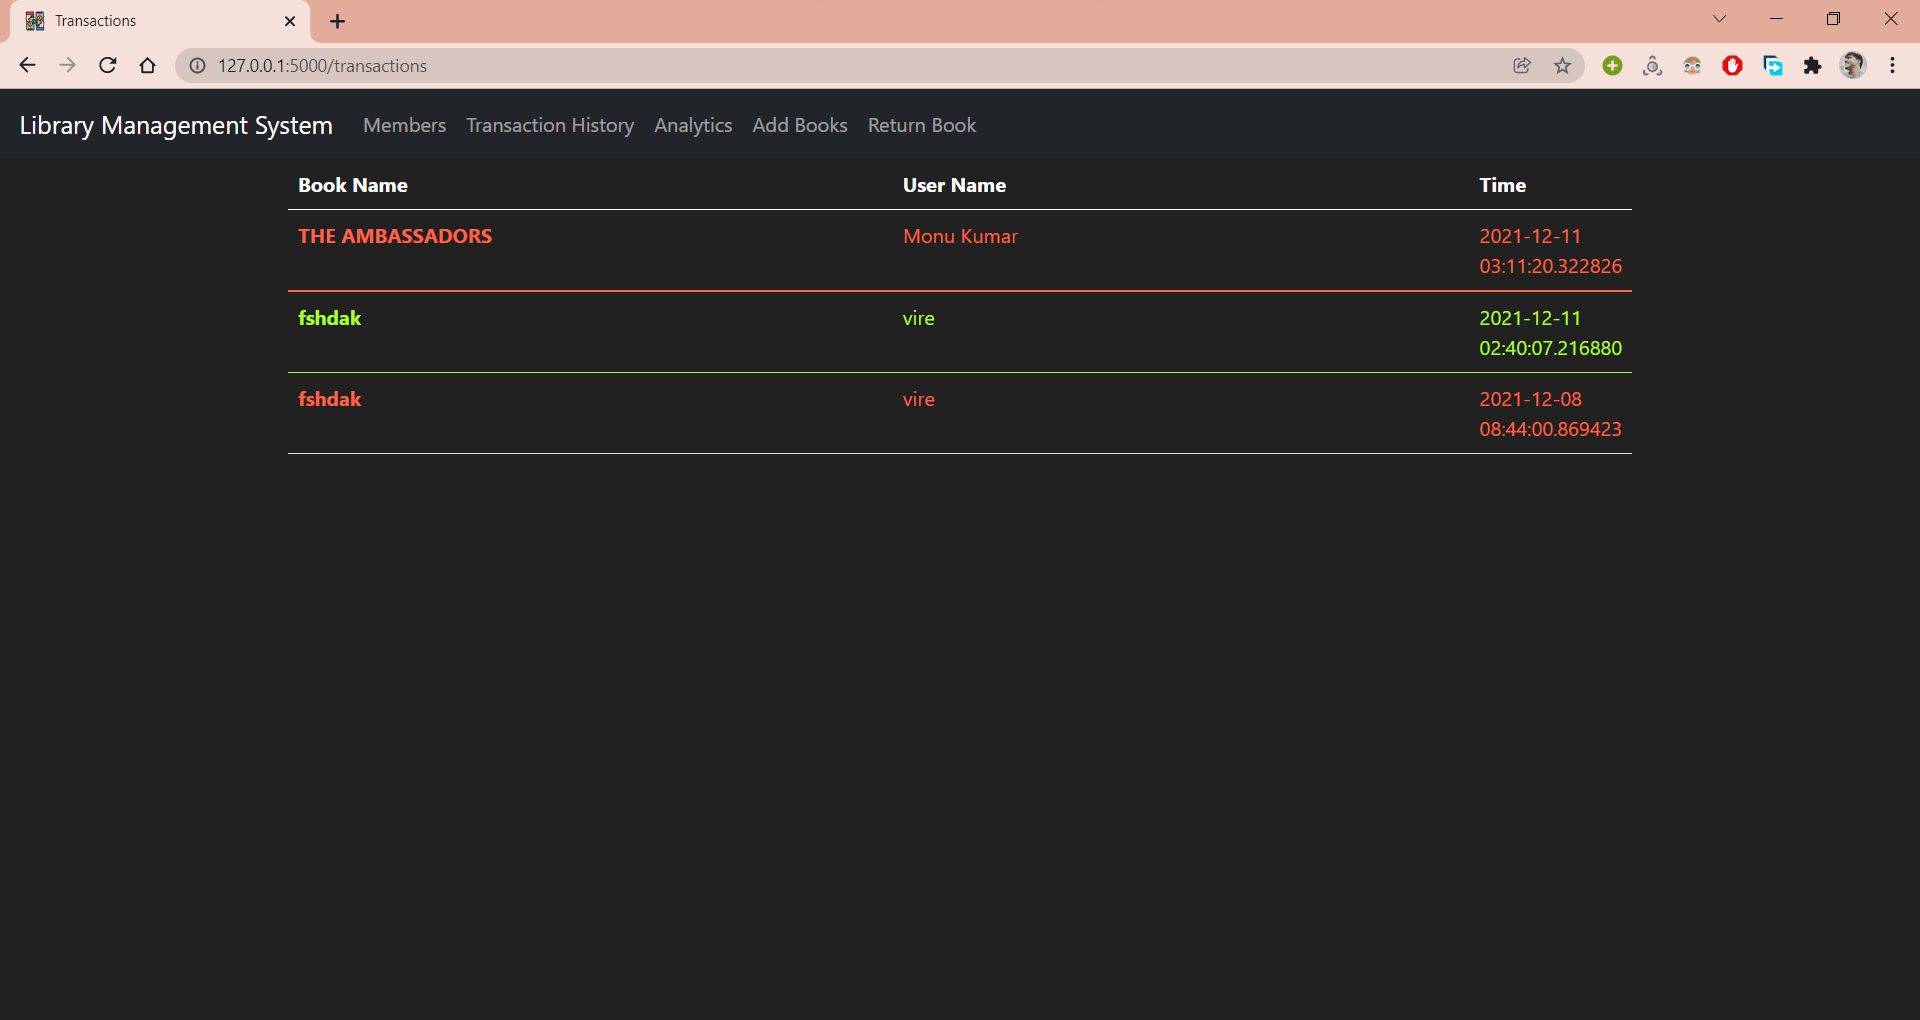 Transactions
127.0.0.1:5000/transactions
Library Management System Members Transaction History Analytics Add Books Return Book
Book Name User Name Time
THE AMBASSADORS Monu Kumar 2021-12-11
03:11:20.322826
fshdak vire 2021-12-11
02:40:07.216880
fshdak vire 2021-12-08
08:44:00.869423